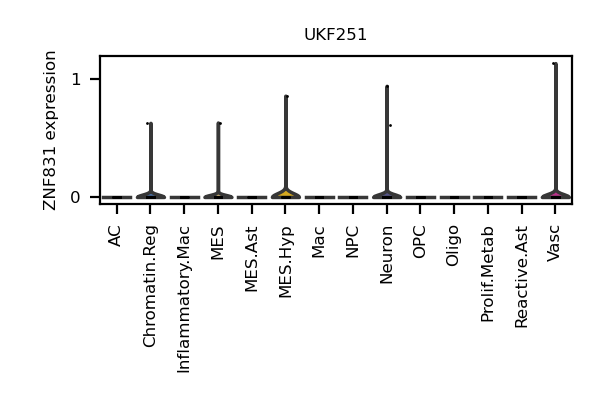 UKF251
ZNF831 expression
1
0
AC
Chromatin.Reg
Inflammatory.Mac
MES
MES.Ast
MES.Hyp
Mac
NPC
Neuron
OPC
Oligo
Prolif.Metab
Reactive.Ast
Vasc